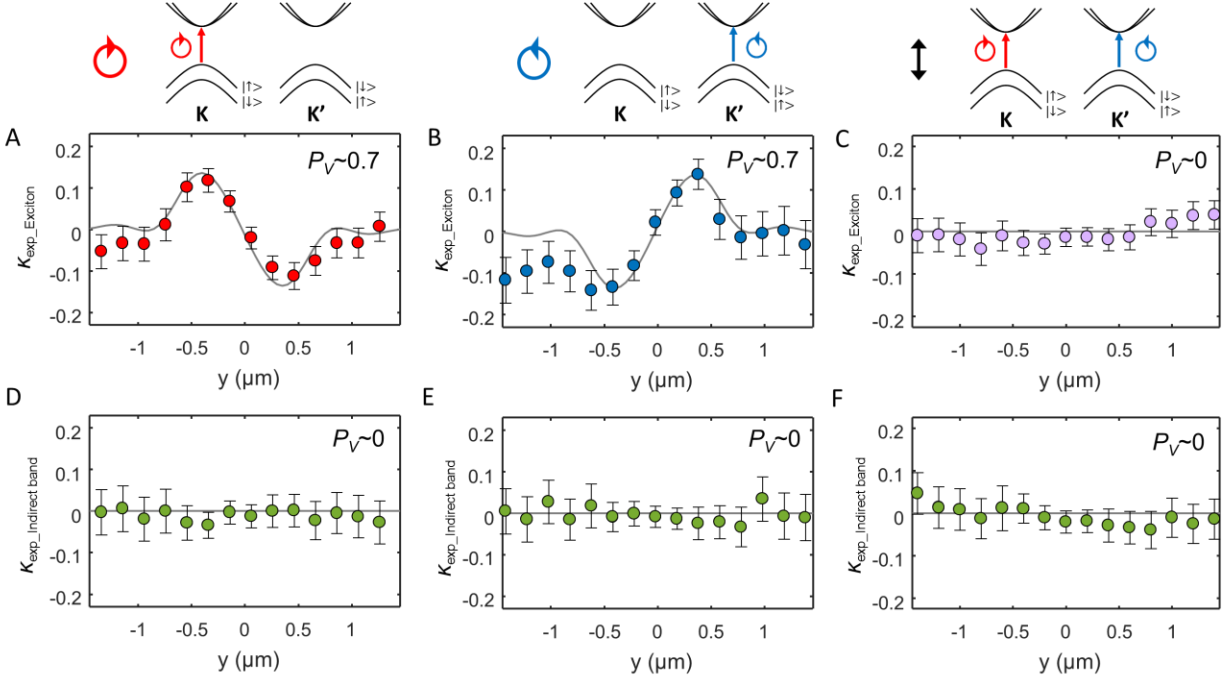 |↑>
|↓>
|↓>
|↑>
K
K’
|↑>
|↓>
|↓>
|↑>
K
K’
|↑>
|↓>
|↓>
|↑>
K
K’
A
0.2
0.1
0
-0.1
-0.2
κexp_Exciton
PV~0.7
-1
-0.5
0
0.5
1
y (μm)
B
0.2
0.1
0
-0.1
-0.2
κexp_Exciton
PV~0.7
-1
-0.5
0
0.5
1
y (μm)
C
0.2
0.1
0
-0.1
-0.2
κexp_Exciton
PV~0
-1
-0.5
0
0.5
1
y (μm)
D
0.2
0.1
0
-0.1
-0.2
κexp_Indirect band
PV~0
-1
-0.5
0
0.5
1
y (μm)
E
0.2
0.1
0
-0.1
-0.2
κexp_Indirect band
PV~0
-1
-0.5
0
0.5
1
y (μm)
F
0.2
0.1
0
-0.1
-0.2
κexp_Indirect band
PV~0
-1
-0.5
0
0.5
1
y (μm)